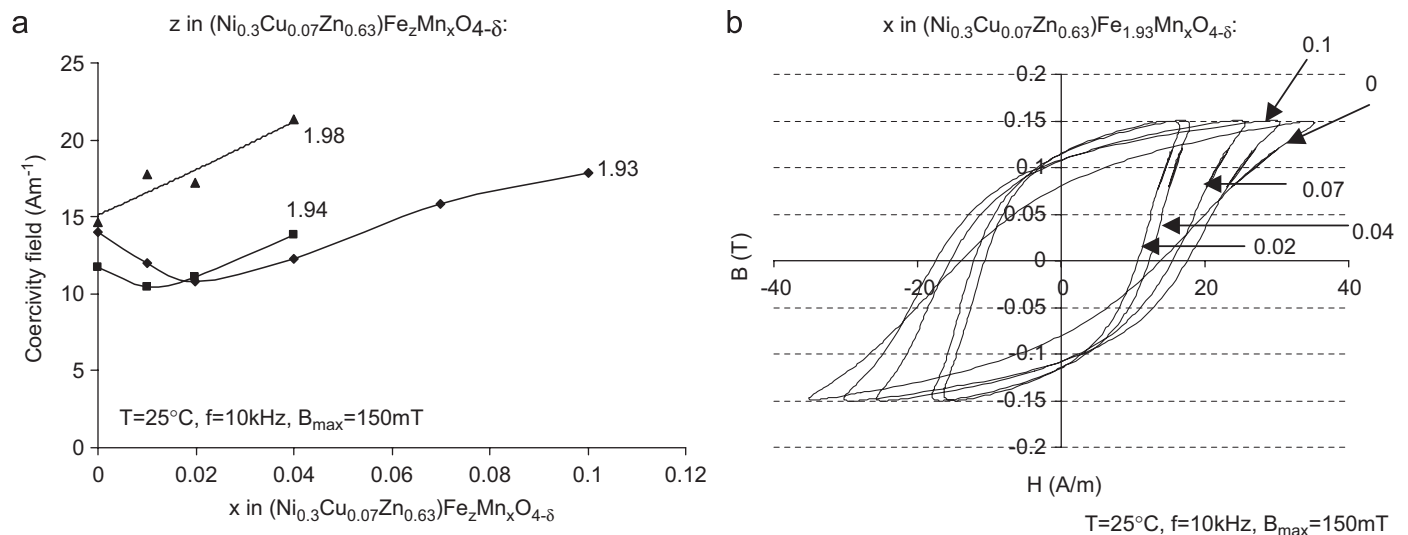 a
z in (Ni0.3Cu0.07Zn0.63)FezMnxO4-δ:
25
20
15
10
5
0
Coercivity field (Am-1)
1.98
1.94
1.93
T=25°C, f=10kHz, Bmax=150mT
0 0.02 0.04 0.06 0.08 0.1 0.12
x in (Ni0.3Cu0.07Zn0.63)FezMnxO4-δ
b
x in (Ni0.3Cu0.07Zn0.63)Fe1.93MnxO4-δ:
0.1
0
0.07
0.04
0.02
0.2
0.15
0.1
0.05
0
-0.05
-0.1
-0.15
-0.2
B (T)
-40 -20 0 20 40
H (A/m)
T=25°C, f=10kHz, Bmax=150mT